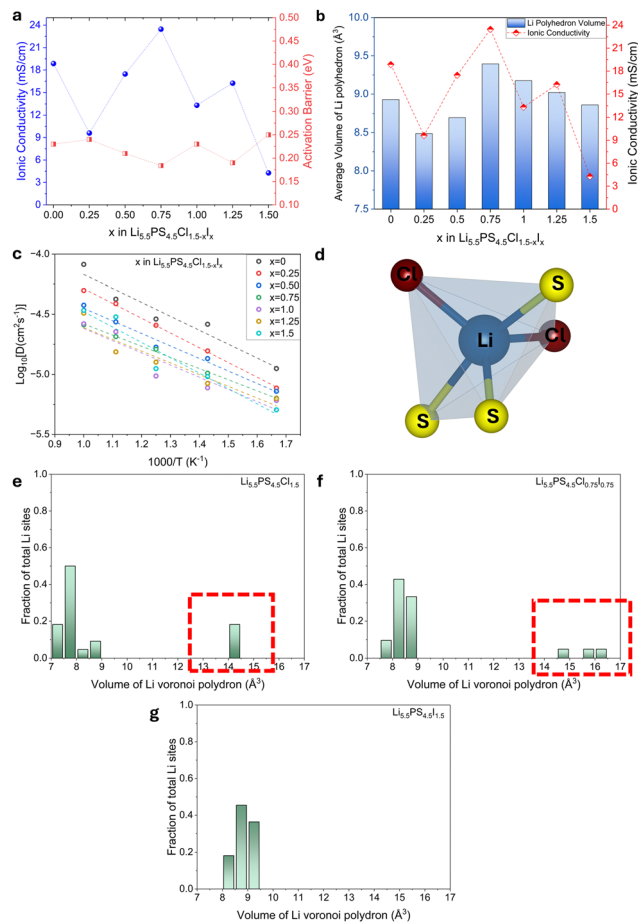 a
Ionic Conductivity (mS/cm)
24
21
18
15
12
9
6
3
0
0.00 0.25 0.50 0.75 1.00 1.25 1.50
x in Li5.5PS4.5Cl1.5-xIx
0.50
0.45
0.40
0.35
0.30
0.25
0.20
0.15
0.10
Activation Barrier (eV)
b
Li Polyhedron Volume
Ionic Conductivity
Average Volume of Li polyhedron (Å3)
10.0
9.5
9.0
8.5
8.0
7.5
0 0.25 0.5 0.75 1 1.25 1.5
x in Li5.5PS4.5Cl1.5-xIx
24
21
18
15
12
9
6
3
0
Ionic Conductivity (mS/cm)
c
Log10[D(cm2s-1)]
−4.0
−4.5
−5.0
−5.5
x in Li5.5PS4.5Cl1.5-xIx
x=0
x=0.25
x=0.50
x=0.75
x=1.0
x=1.25
x=1.5
0.9 1.0 1.1 1.2 1.3 1.4 1.5 1.6 1.7
1000/T (K-1)
d
Cl
S
Li
Cl
S
S
e
Li5.5PS4.5Cl1.5
Fraction of total Li sites
1.0
0.8
0.6
0.4
0.2
0.0
7 8 9 10 11 12 13 14 15 16 17
Volume of Li voronoi polydron (Å3)
f
Li5.5PS4.5Cl0.75I0.75
Fraction of total Li sites
1.0
0.8
0.6
0.4
0.2
0.0
7 8 9 10 11 12 13 14 15 16 17
Volume of Li voronoi polydron (Å3)
g
Li5.5PS4.5I1.5
Fraction of total Li sites
1.0
0.8
0.6
0.4
0.2
0.0
7 8 9 10 11 12 13 14 15 16 17
Volume of Li voronoi polydron (Å3)